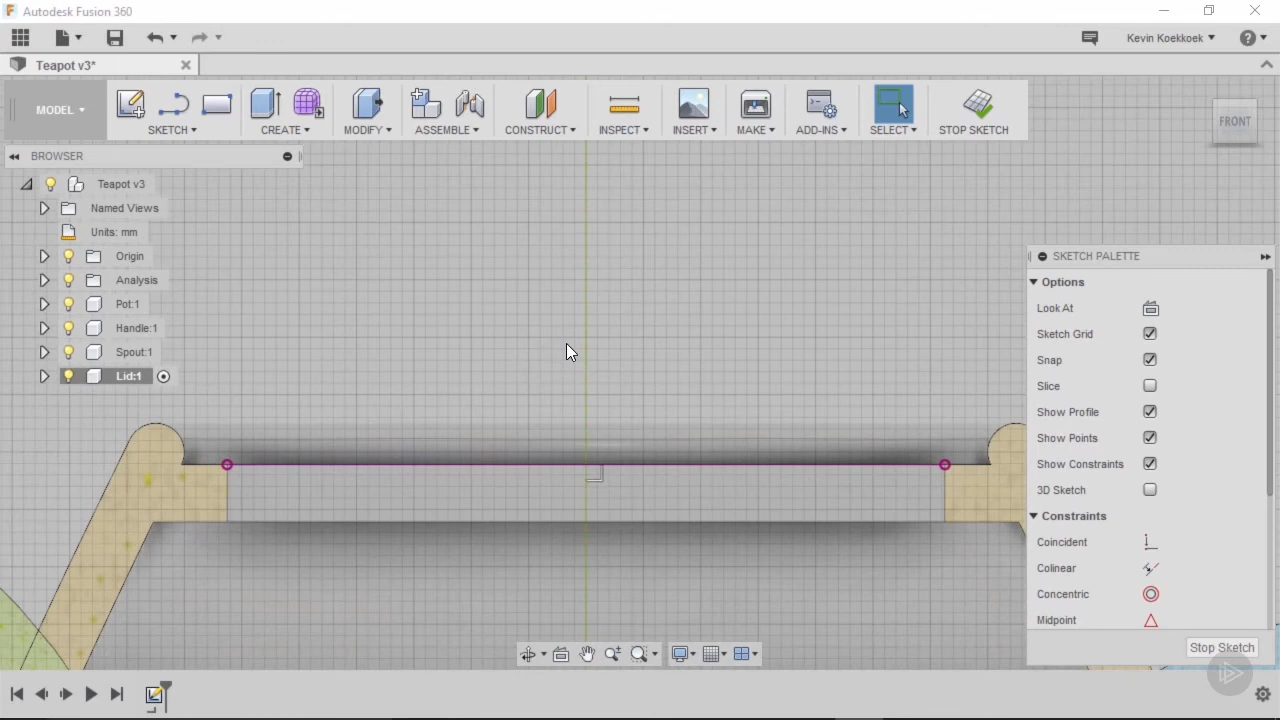 Autodesk Fusion 360
Kevin Koekkoek
Teapot v3*
MODEL
SKETCH
CREATE
MODIFY
ASSEMBLE
CONSTRUCT
INSPECT
INSERT
MAKE
ADD-INS
SELECT
STOP SKETCH
FRONT
BROWSER
Teapot v3
Named Views
Units: mm
Origin
Analysis
Pot:1
Handle:1
Spout:1
Lid:1
SKETCH PALETTE
Options
Look At
Sketch Grid
Snap
Slice
Show Profile
Show Points
Show Constraints
3D Sketch
Constraints
Coincident
Colinear
Concentric
Midpoint
Stop Sketch